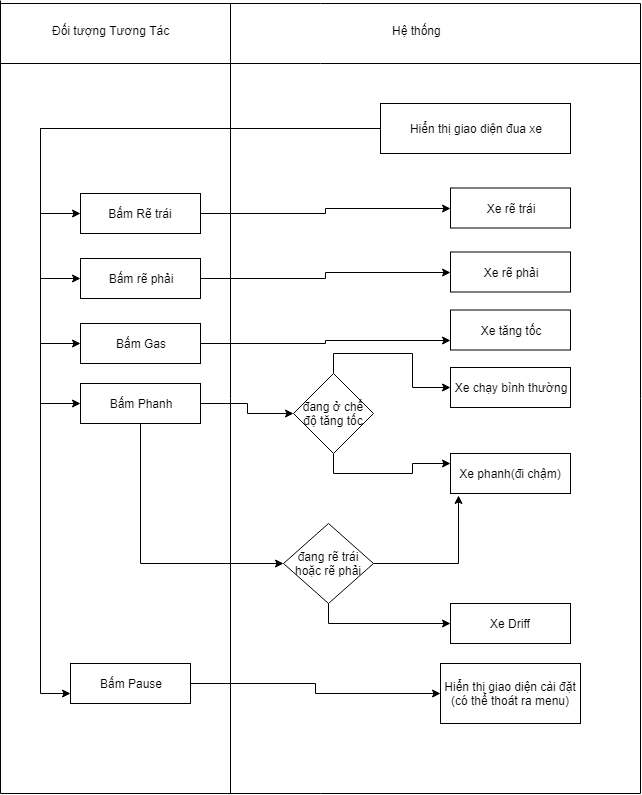 Đối tượng Tương Tác
Hệ thống
Hiển thị giao diện đua xe
Bấm Rẽ trái
Xe rẽ trái
Bấm rẽ phải
Xe rẽ phải
Bấm Gas
Xe tăng tốc
Bấm Phanh
đang ở chế
độ tăng tốc
Xe chạy bình thường
Xe phanh(đi chậm)
đang rẽ trái
hoặc rẽ phải
Xe Driff
Bấm Pause
Hiển thị giao diện cài đặt
(có thể thoát ra menu)